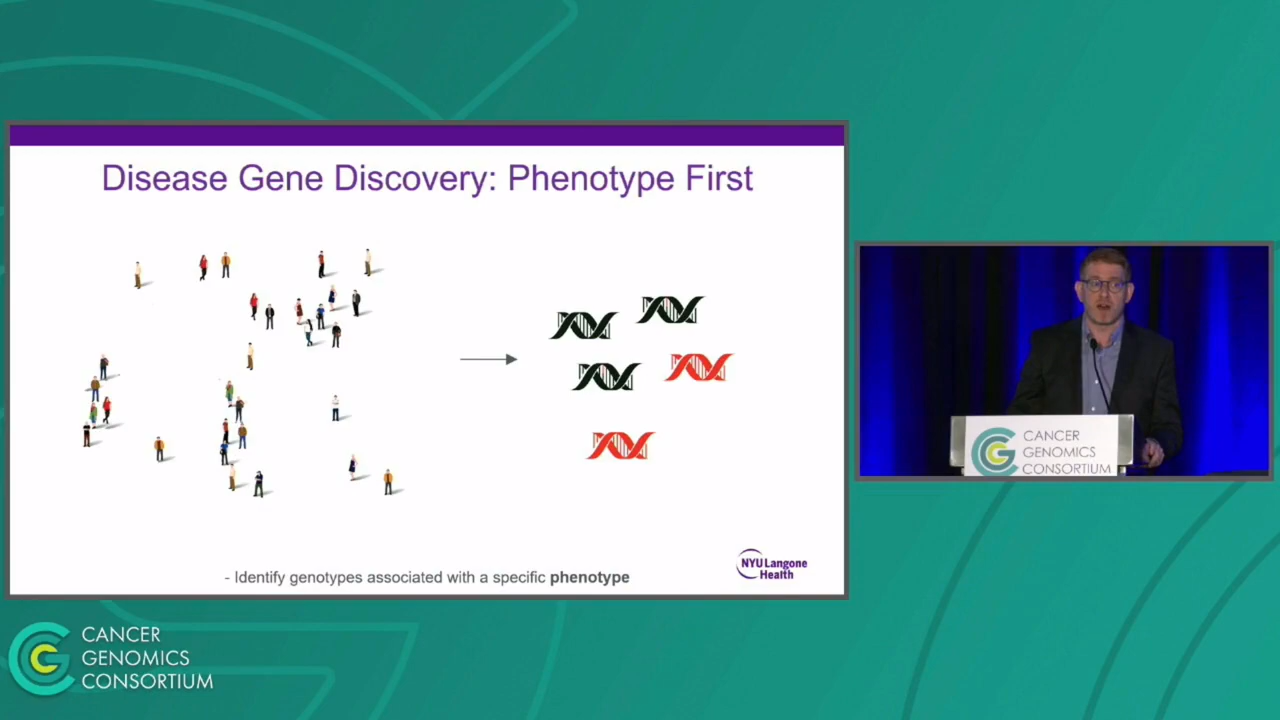 Disease Gene Discovery: Phenotype First
- Identify genotypes associated with a specific phenotype
NYU Langone
Health
CANCER
GENOMICS
CONSORTIUM
CANCER
GENOMICS
CONSORTIUM